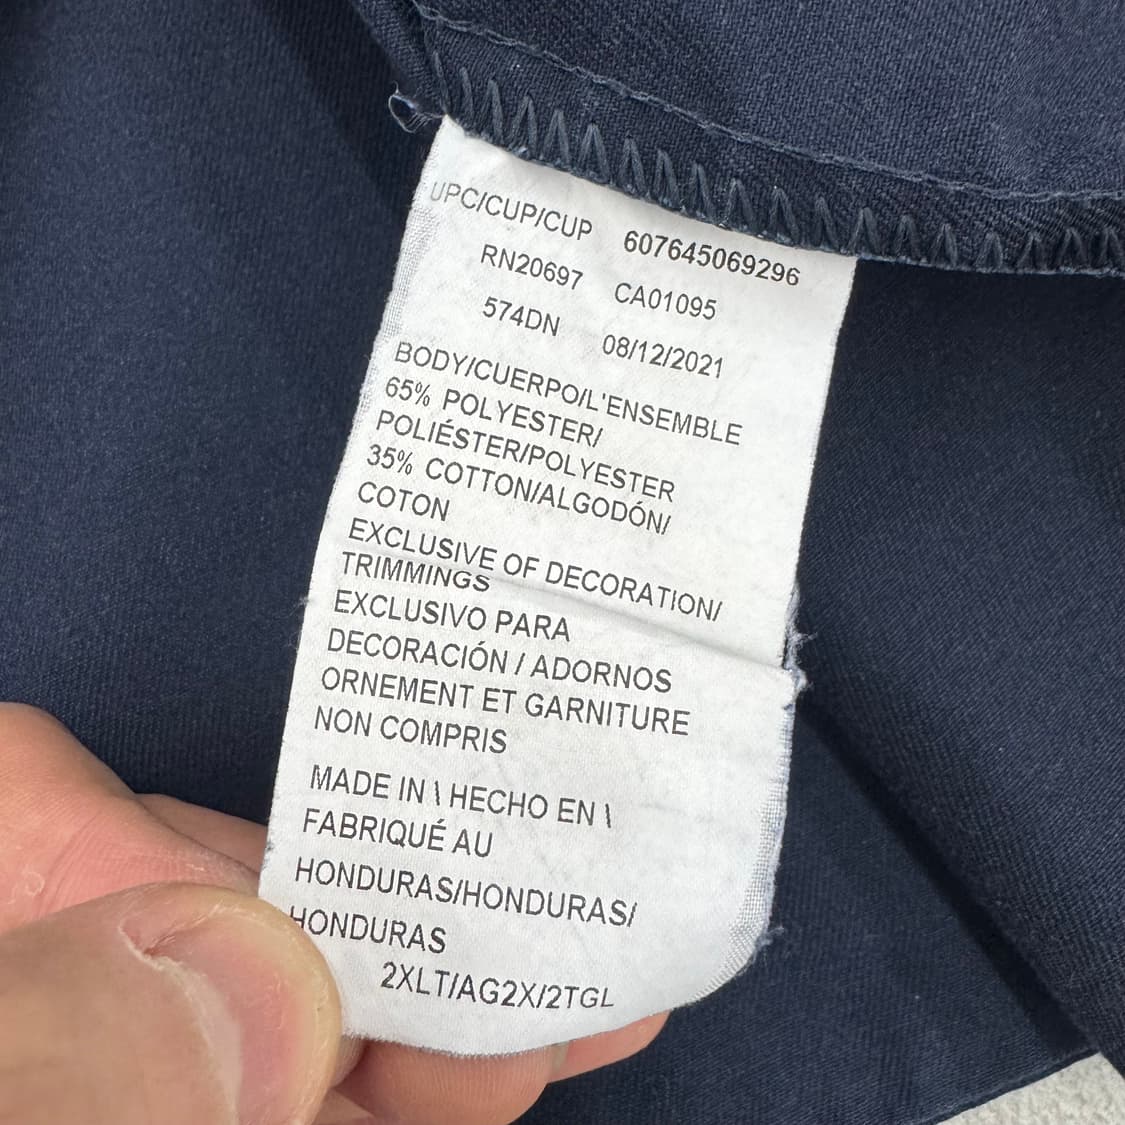 UPC/CUP/CUP 607645069296
RN20697 CA01095
574DN 08/12/2021
BODY/CUERPO/L'ENSEMBLE
65% POLYESTER/
POLIÉSTER/POLYESTER
35% COTTON/ALGODÓN/
COTON
EXCLUSIVE OF DECORATION/
TRIMMINGS
EXCLUSIVO PARA
DECORACIÓN / ADORNOS
ORNEMENT ET GARNITURE
NON COMPRIS
MADE IN \ HECHO EN \
FABRIQUÉ AU
HONDURAS/HONDURAS/
HONDURAS
2XLT/AG2X/2TGL